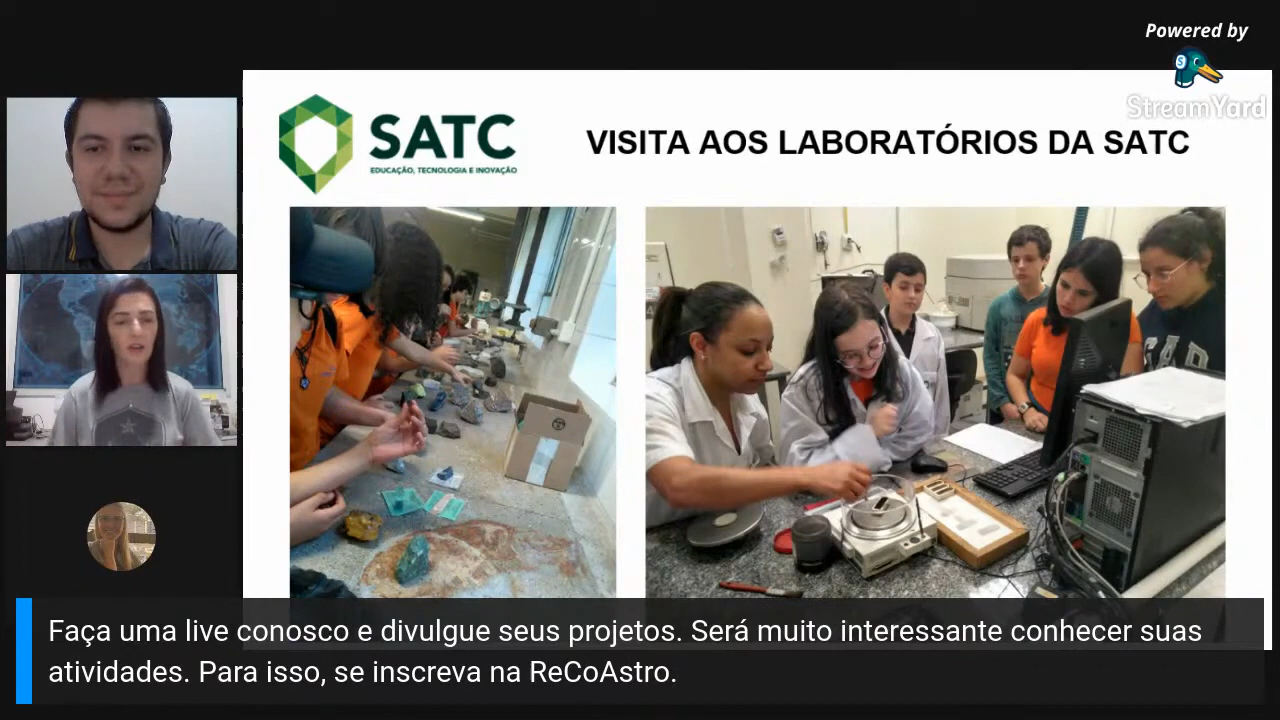 Powered by
StreamYard
SATC
EDUCAÇÃO, TECNOLOGIA E INOVAÇÃO
VISITA AOS LABORATÓRIOS DA SATC
GAP
Faça uma live conosco e divulgue seus projetos. Será muito interessante conhecer suas
atividades. Para isso, se inscreva na ReCoAstro.